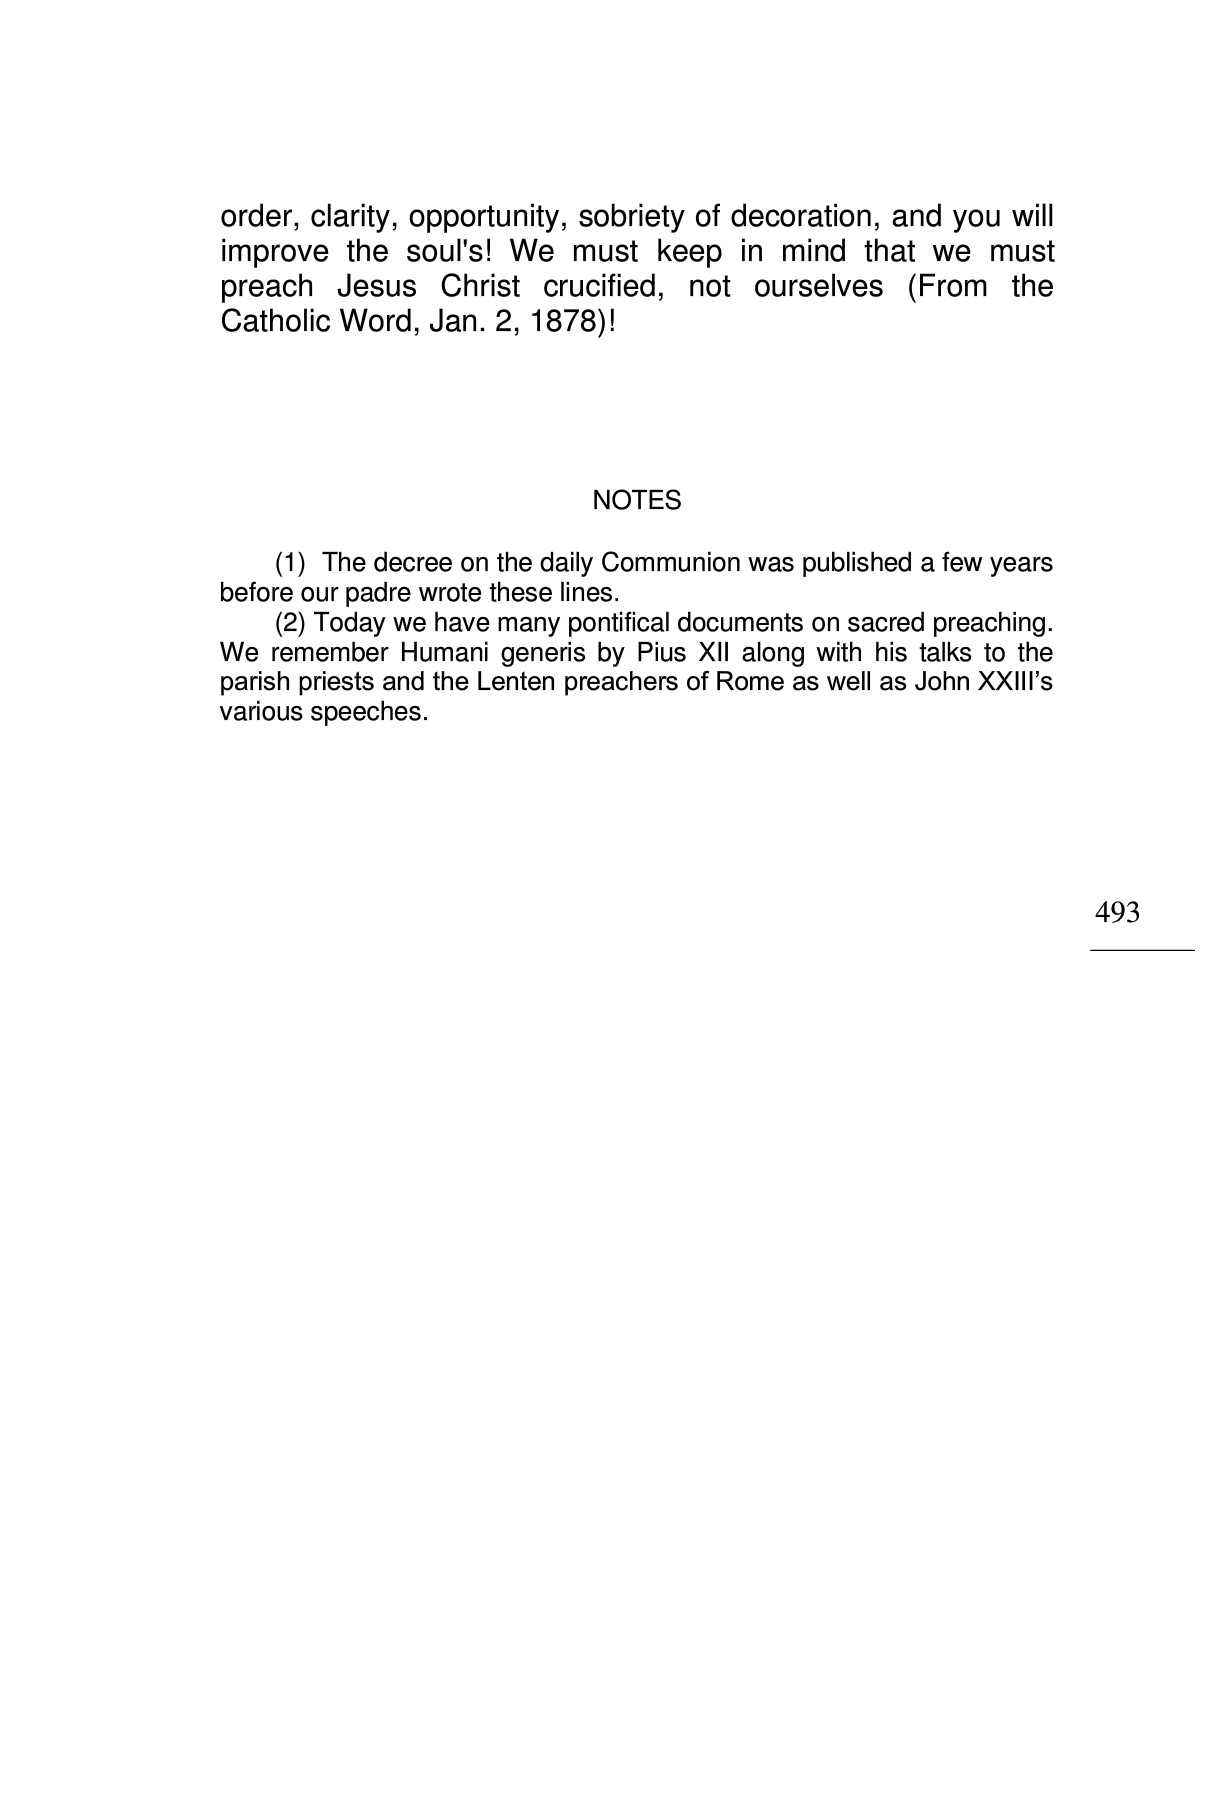 order, clarity, opportunity, sobriety of decoration, and you will
improve the soul's! We must keep in mind that we must
preach Jesus Christ crucified, not ourselves (From the
Catholic Word, Jan. 2, 1878)!
NOTES
(1) The decree on the daily Communion was published a few years
before our padre wrote these lines.
(2) Today we have many pontifical documents on sacred preaching.
We remember Humani generis by Pius XII along with his talks to the
parish priests and the Lenten preachers of Rome as well as John XXIII’s
various speeches.
493